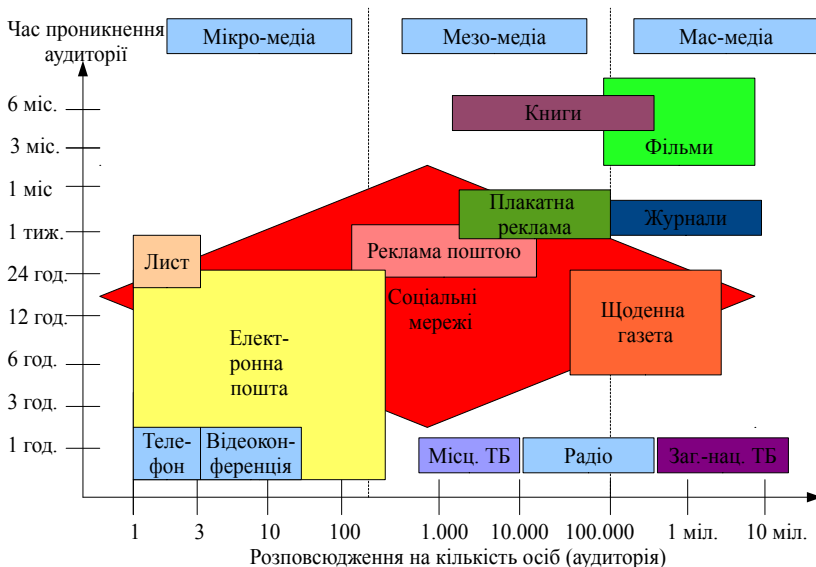 Час проникнення
аудиторії
Мікро-медіа
Мезо-медіа
Мас-медіа
6 міс.
Книги
3 міс.
Фільми
1 міс
Плакатна
реклама
Журнали
1 тиж.
Лист
Реклама поштою
24 год.
Соціальні
мережі
12 год.
Щоденна
газета
Елект-
ронна
пошта
6 год.
3 год.
1 год.
Теле-
фон
Відеокон-
ференція
Місц. ТБ
Радіо
Заг.-нац. ТБ
1
3
10
100
1.000
10.000
100.000
1 міл.
10 міл.
Розповсюдження на кількість осіб (аудиторія)